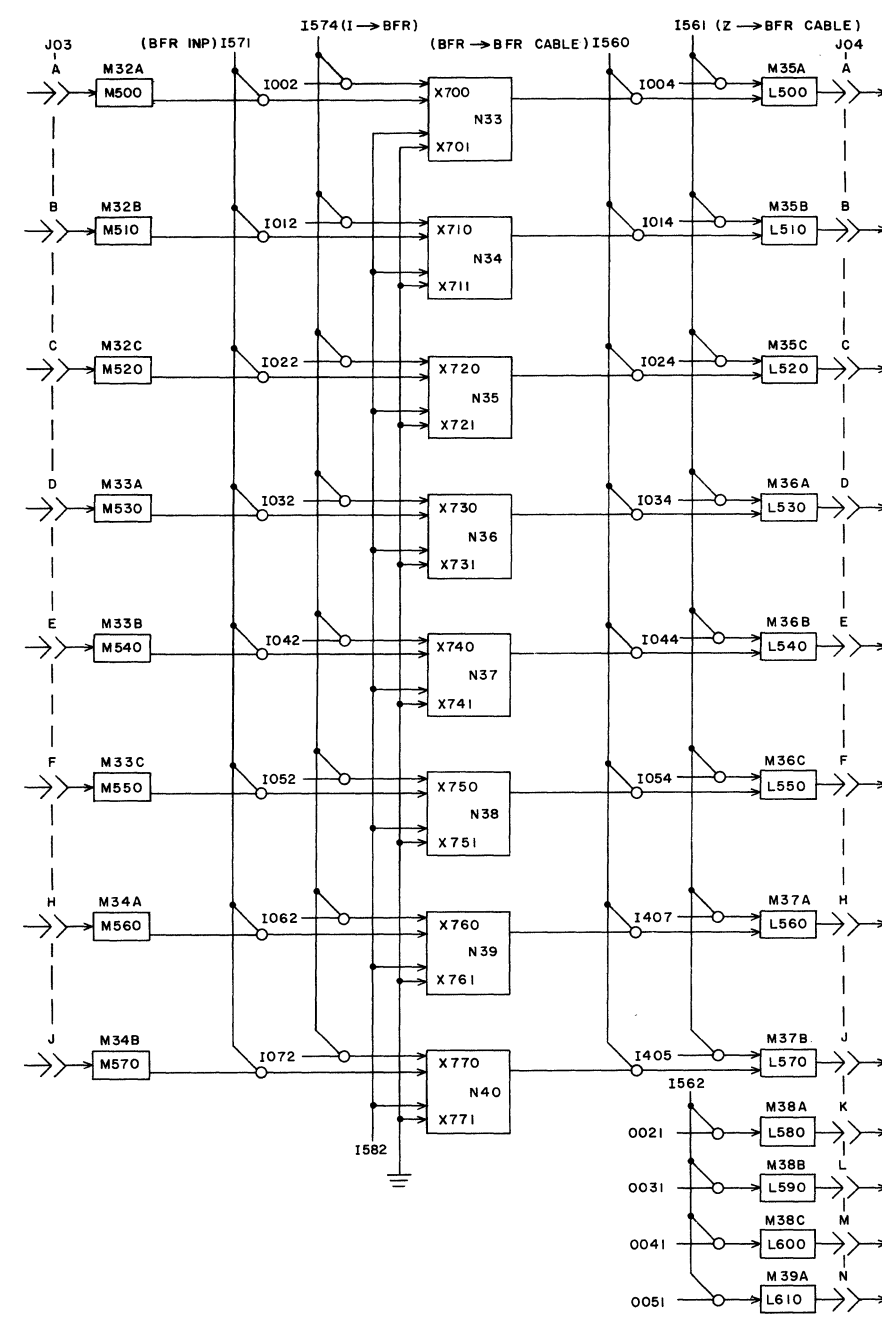 I574 (I → BFR)
I561 (Z → BFR CABLE)
J03
(BFR INP) I571
(BFR → BFR CABLE) I560
J04
A
M32A
M500
I002
X700
N33
X701
I004
M35A
L500
A
B
M32B
M510
I012
X710
N34
X711
I014
M35B
L510
B
C
M32C
M520
I022
X720
N35
X721
I024
M35C
L520
C
D
M33A
M530
I032
X730
N36
X731
I034
M36A
L530
D
E
M33B
M540
I042
X740
N37
X741
I044
M36B
L540
E
F
M33C
M550
I052
X750
N38
X751
I054
M36C
L550
F
H
M34A
M560
I062
X760
N39
X761
I407
M37A
L560
H
J
M34B
M570
I072
X770
N40
X771
I405
M37B
L570
J
I582
I562
0021
M38A
L580
K
0031
M38B
L590
L
0041
M38C
L600
M
0051
M39A
L610
N